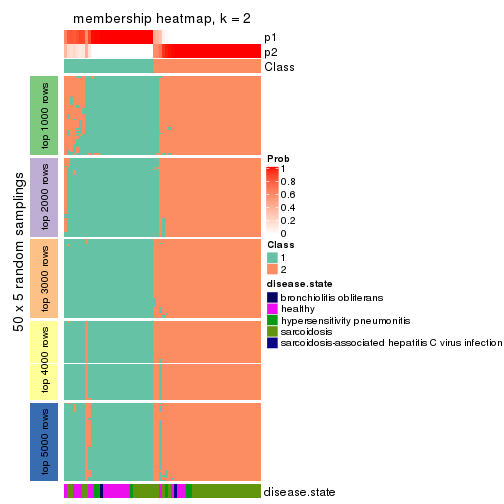 membership heatmap, k = 2
p1
p2
Class
50 x 5 random samplings
top 1000 rows
top 2000 rows
top 3000 rows
top 4000 rows
top 5000 rows
Prob
1
0.8
0.6
0.4
0.2
0
Class
1
2
disease.state
bronchiolitis obliterans
healthy
hypersensitivity pneumonitis
sarcoidosis
sarcoidosis-associated hepatitis C virus infection
disease.state